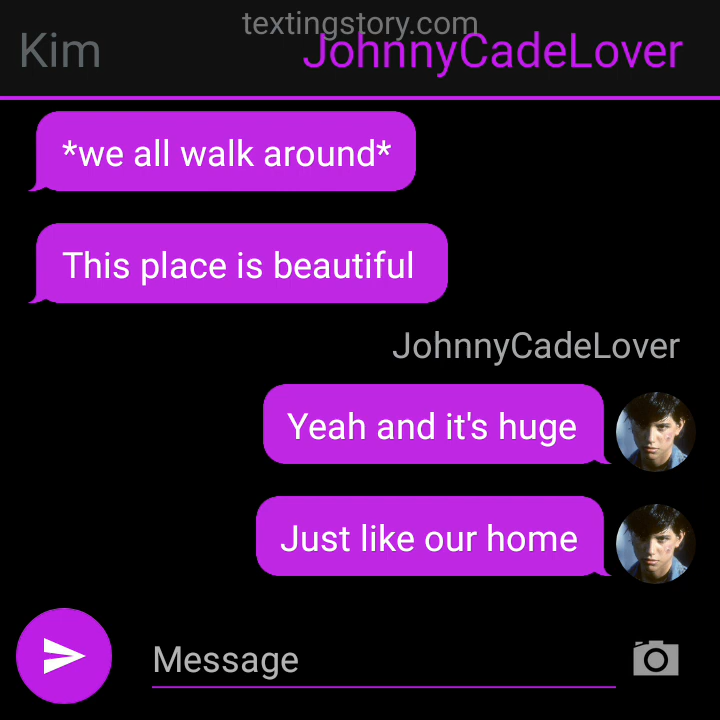 textingstory.com
Kim
JohnnyCadeLover
*we all walk around*
This place is beautiful
JohnnyCadeLover
Yeah and it's huge
Just like our home
Message